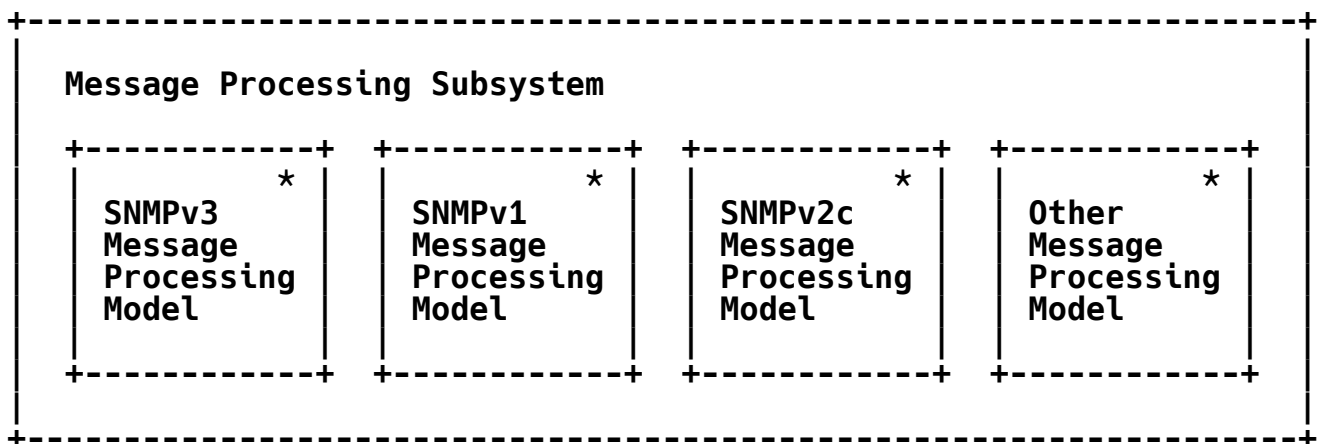 Message Processing Subsystem
* * * *
SNMPv3 SNMPv1 SNMPv2c Other
Message Message Message Message
Processing Processing Processing Processing
Model Model Model Model